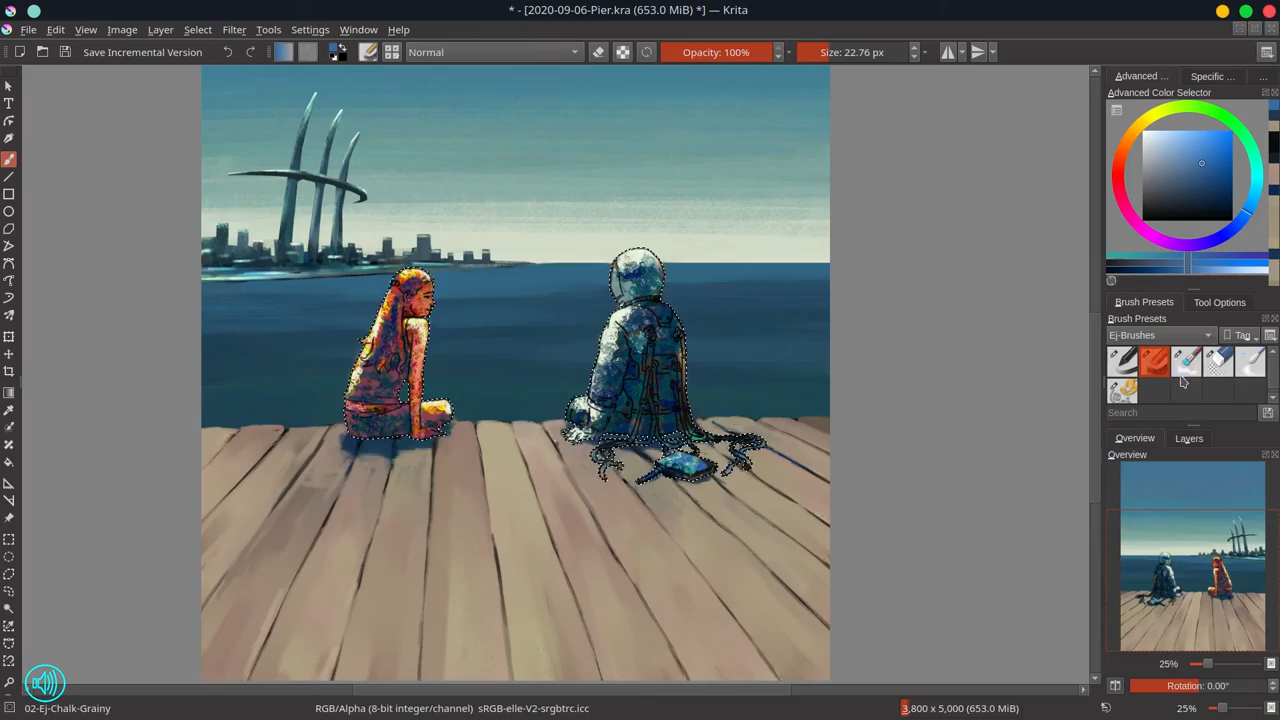 * - [2020-09-06-Pier.kra (653.0 MiB) *] — Krita
File Edit View Image Layer Select Filter Tools Settings Window Help
Save Incremental Version
Normal
Opacity: 100%
Size: 22.76 px
Advanced ...
Specific ...
...
Advanced Color Selector
Brush Presets
Tool Options
Brush Presets
Ej-Brushes
Tag
Search
Overview
Layers
Overview
25%
Rotation: 0.00°
02-Ej-Chalk-Grainy
RGB/Alpha (8-bit integer/channel) sRGB-elle-V2-srgbtrc.icc
3,800 x 5,000 (653.0 MiB)
25%